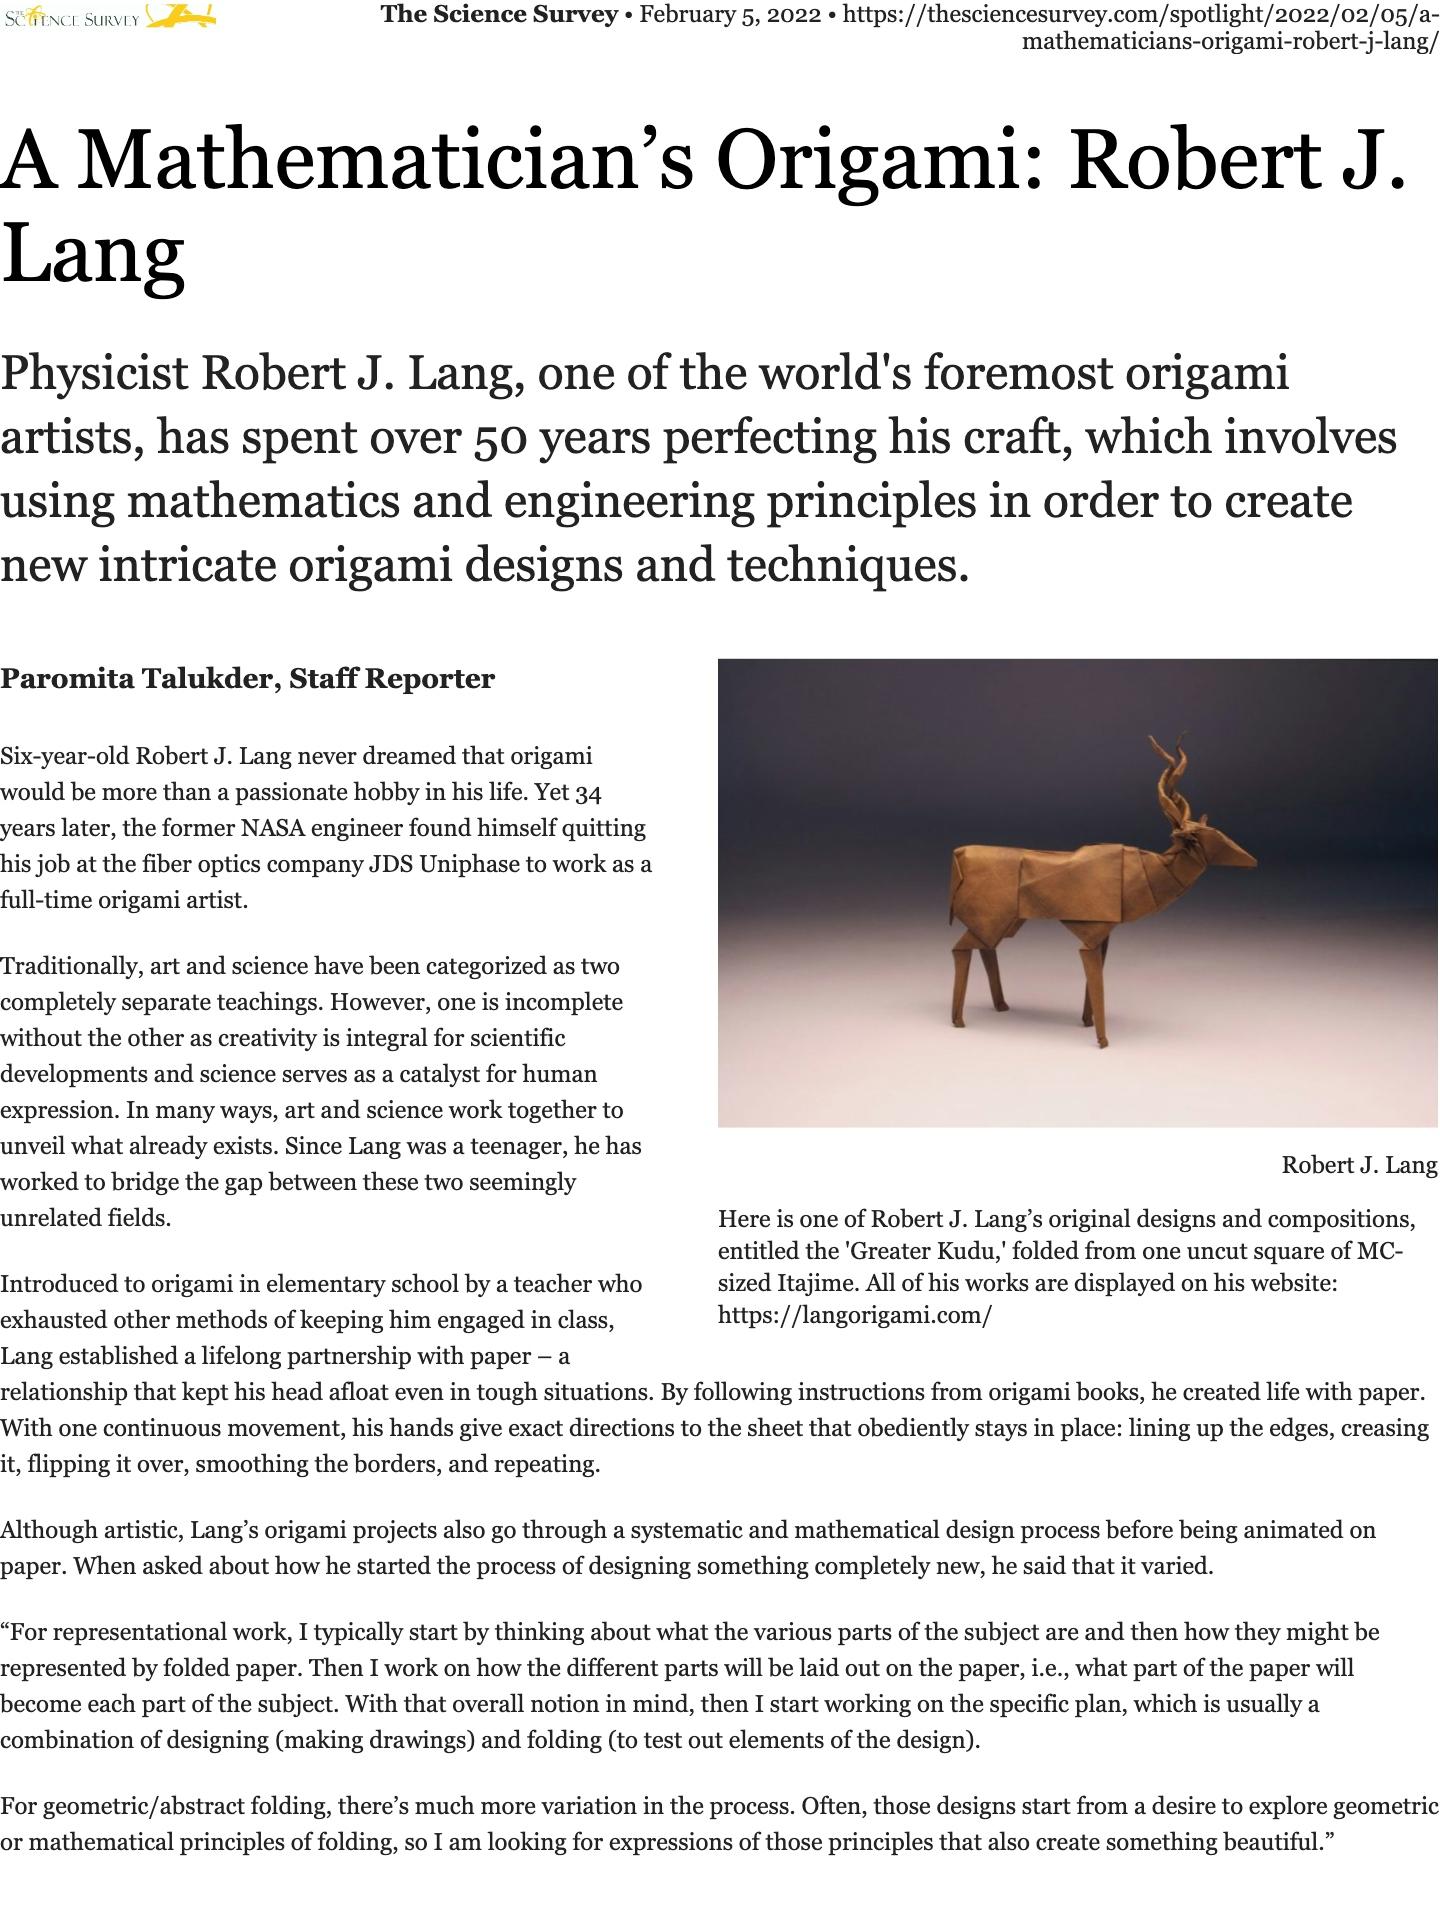 THE SCIENCE SURVEY
The Science Survey • February 5, 2022 • https://thesciencesurvey.com/spotlight/2022/02/05/a-
mathematicians-origami-robert-j-lang/
A Mathematician’s Origami: Robert J.
Lang
Physicist Robert J. Lang, one of the world's foremost origami
artists, has spent over 50 years perfecting his craft, which involves
using mathematics and engineering principles in order to create
new intricate origami designs and techniques.
Paromita Talukder, Staff Reporter
Six-year-old Robert J. Lang never dreamed that origami
would be more than a passionate hobby in his life. Yet 34
years later, the former NASA engineer found himself quitting
his job at the fiber optics company JDS Uniphase to work as a
full-time origami artist.
Traditionally, art and science have been categorized as two
completely separate teachings. However, one is incomplete
without the other as creativity is integral for scientific
developments and science serves as a catalyst for human
expression. In many ways, art and science work together to
unveil what already exists. Since Lang was a teenager, he has
worked to bridge the gap between these two seemingly
unrelated fields.
Robert J. Lang
Here is one of Robert J. Lang’s original designs and compositions,
entitled the 'Greater Kudu,' folded from one uncut square of MC-
sized Itajime. All of his works are displayed on his website:
https://langorigami.com/
Introduced to origami in elementary school by a teacher who
exhausted other methods of keeping him engaged in class,
Lang established a lifelong partnership with paper – a
relationship that kept his head afloat even in tough situations. By following instructions from origami books, he created life with paper.
With one continuous movement, his hands give exact directions to the sheet that obediently stays in place: lining up the edges, creasing
it, flipping it over, smoothing the borders, and repeating.
Although artistic, Lang’s origami projects also go through a systematic and mathematical design process before being animated on
paper. When asked about how he started the process of designing something completely new, he said that it varied.
“For representational work, I typically start by thinking about what the various parts of the subject are and then how they might be
represented by folded paper. Then I work on how the different parts will be laid out on the paper, i.e., what part of the paper will
become each part of the subject. With that overall notion in mind, then I start working on the specific plan, which is usually a
combination of designing (making drawings) and folding (to test out elements of the design).
For geometric/abstract folding, there’s much more variation in the process. Often, those designs start from a desire to explore geometric
or mathematical principles of folding, so I am looking for expressions of those principles that also create something beautiful.”